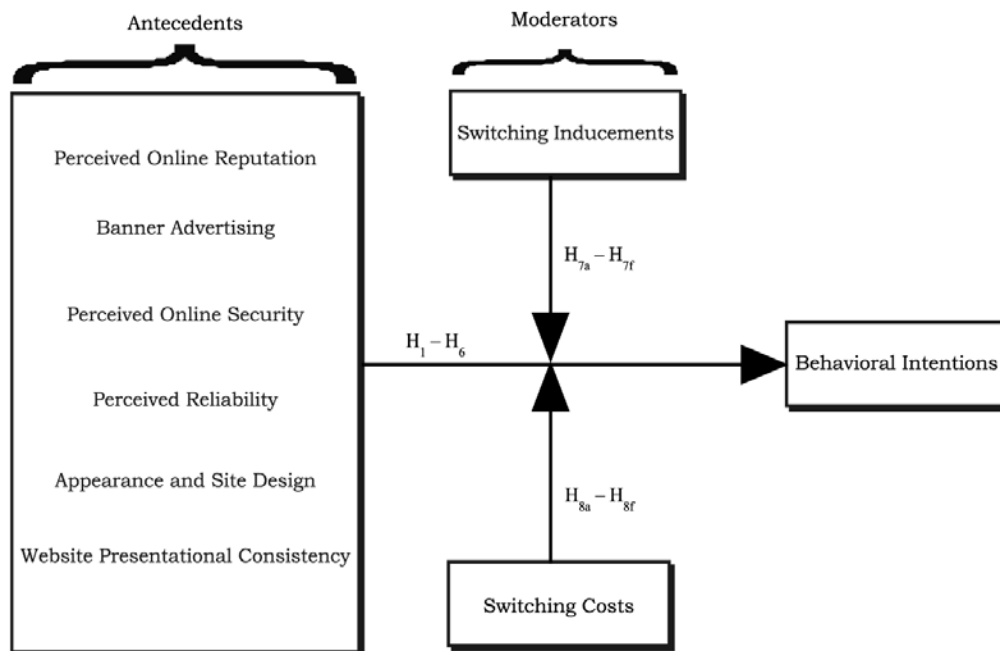 Antecedents
Moderators
Perceived Online Reputation
Banner Advertising
Perceived Online Security
Perceived Reliability
Appearance and Site Design
Website Presentational Consistency
Switching Inducements
H7a – H7f
H1 – H6
Behavioral Intentions
H8a – H8f
Switching Costs